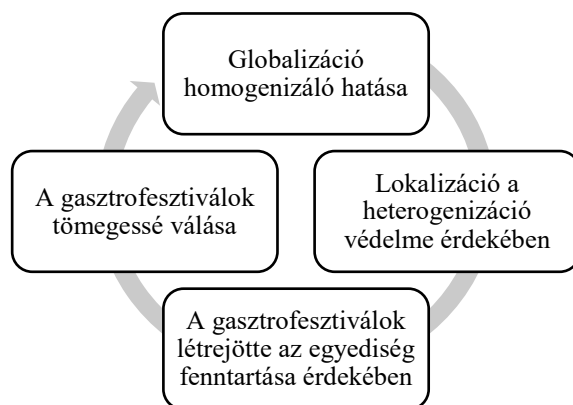 Globalizáció
homogenizáló hatása
Lokalizáció a
heterogenizáció
védelme érdekében
A gasztrofesztiválok
létrejötte az egyediség
fenntartása érdekében
A gasztrofesztiválok
tömegessé válása